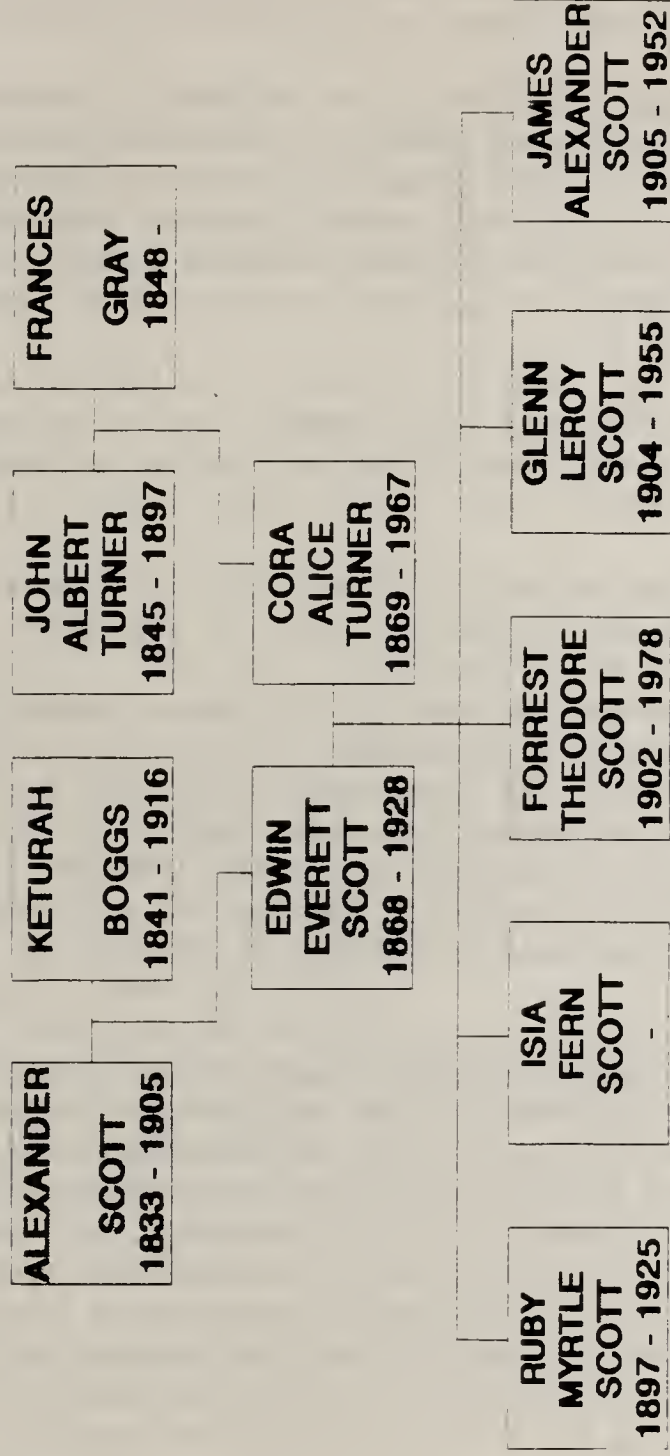 ALEXANDER
SCOTT
1833 - 1905
KETURAH
BOGGS
1841 - 1916
JOHN
ALBERT
TURNER
1845 - 1897
FRANCES
GRAY
1848 -
EDWIN
EVERETT
SCOTT
1868 - 1928
CORA
ALICE
TURNER
1869 - 1967
RUBY
MYRTLE
SCOTT
1897 - 1925
ISIA
FERN
SCOTT
-
FORREST
THEODORE
SCOTT
1902 - 1978
GLENN
LEROY
SCOTT
1904 - 1955
JAMES
ALEXANDER
SCOTT
1905 - 1952